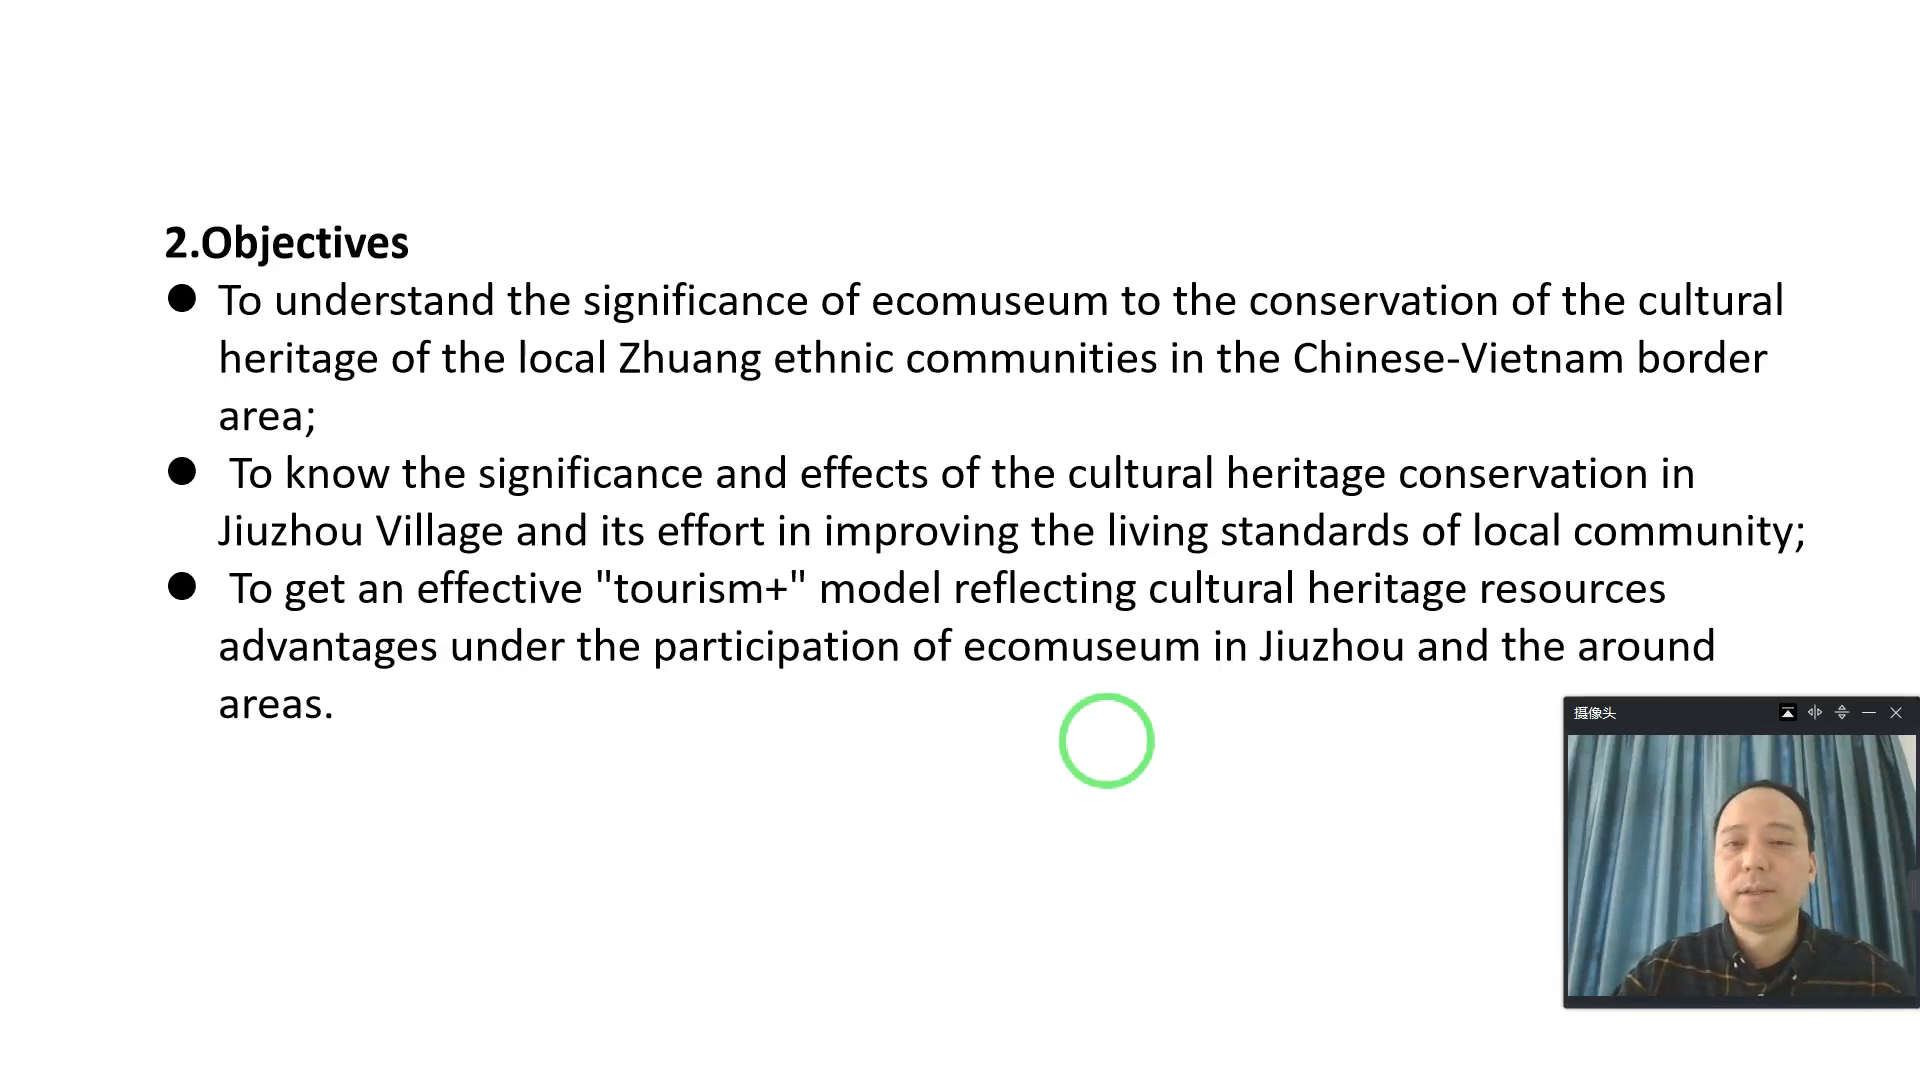 2.Objectives
● To understand the significance of ecomuseum to the conservation of the cultural
heritage of the local Zhuang ethnic communities in the Chinese-Vietnam border
area;
● To know the significance and effects of the cultural heritage conservation in
Jiuzhou Village and its effort in improving the living standards of local community;
● To get an effective "tourism+" model reflecting cultural heritage resources
advantages under the participation of ecomuseum in Jiuzhou and the around
areas.
摄像头